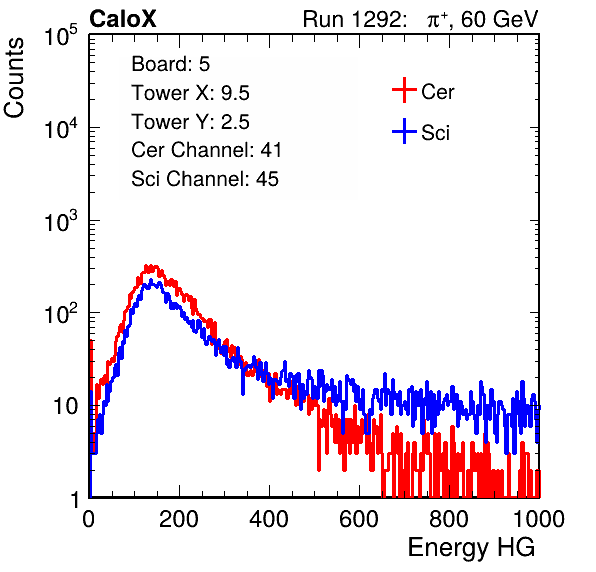 CaloX Run 1292: π⁺, 60 GeV
Counts
Board: 5
Tower X: 9.5
Tower Y: 2.5
Cer Channel: 41
Sci Channel: 45
Cer
Sci
10⁵
10⁴
10³
10²
10
1
0 200 400 600 800 1000
Energy HG